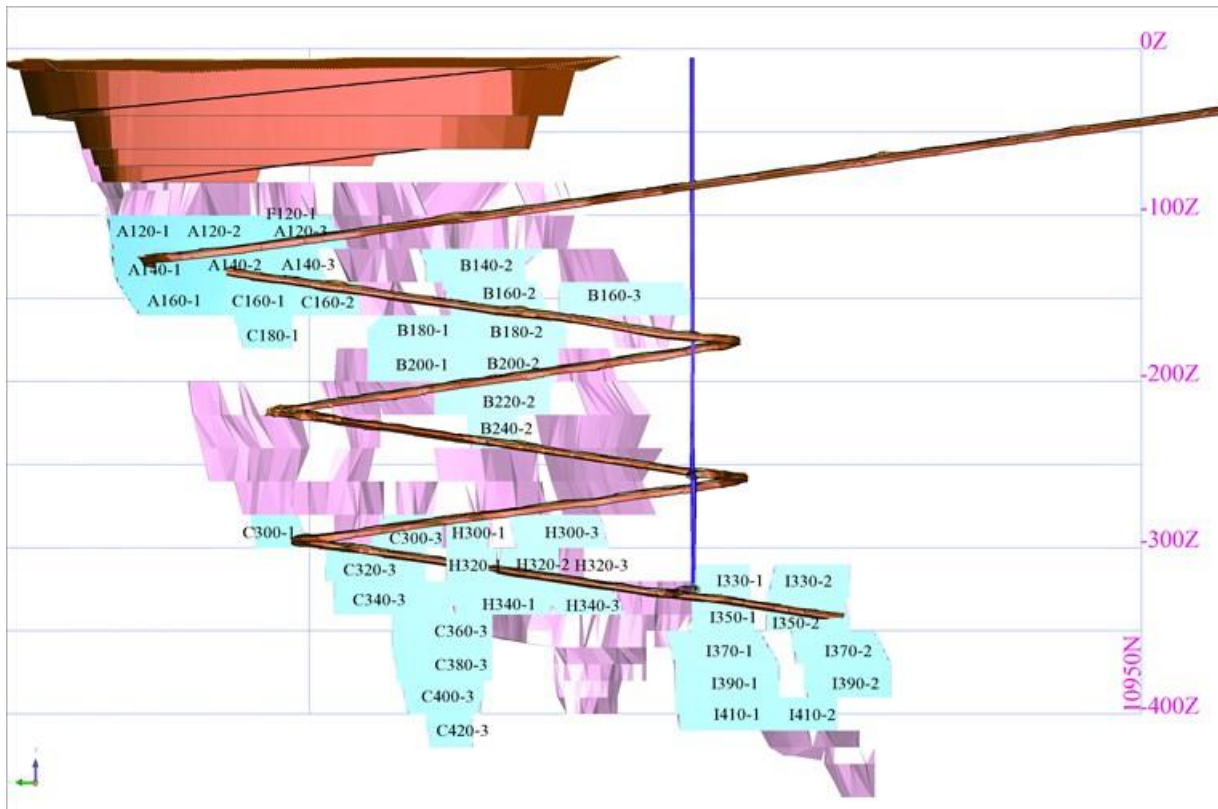 0Z
-100Z
F120-1
A120-1 A120-2 A120-3
A140-1 A140-2 A140-3 B140-2
A160-1 C160-1 C160-2 B160-2 B160-3
C180-1 B180-1 B180-2
B200-1 B200-2 -200Z
B220-2
B240-2
C300-1 C300-3 H300-1 H300-3 -300Z
C320-3 H320-1 H320-2 H320-3 I330-1 I330-2
C340-3 H340-1 H340-3 I350-1 I350-2
C360-3 I370-1 I370-2
C380-3 I390-1 I390-2
C400-3 I410-1 I410-2 -400Z
C420-3
10950N